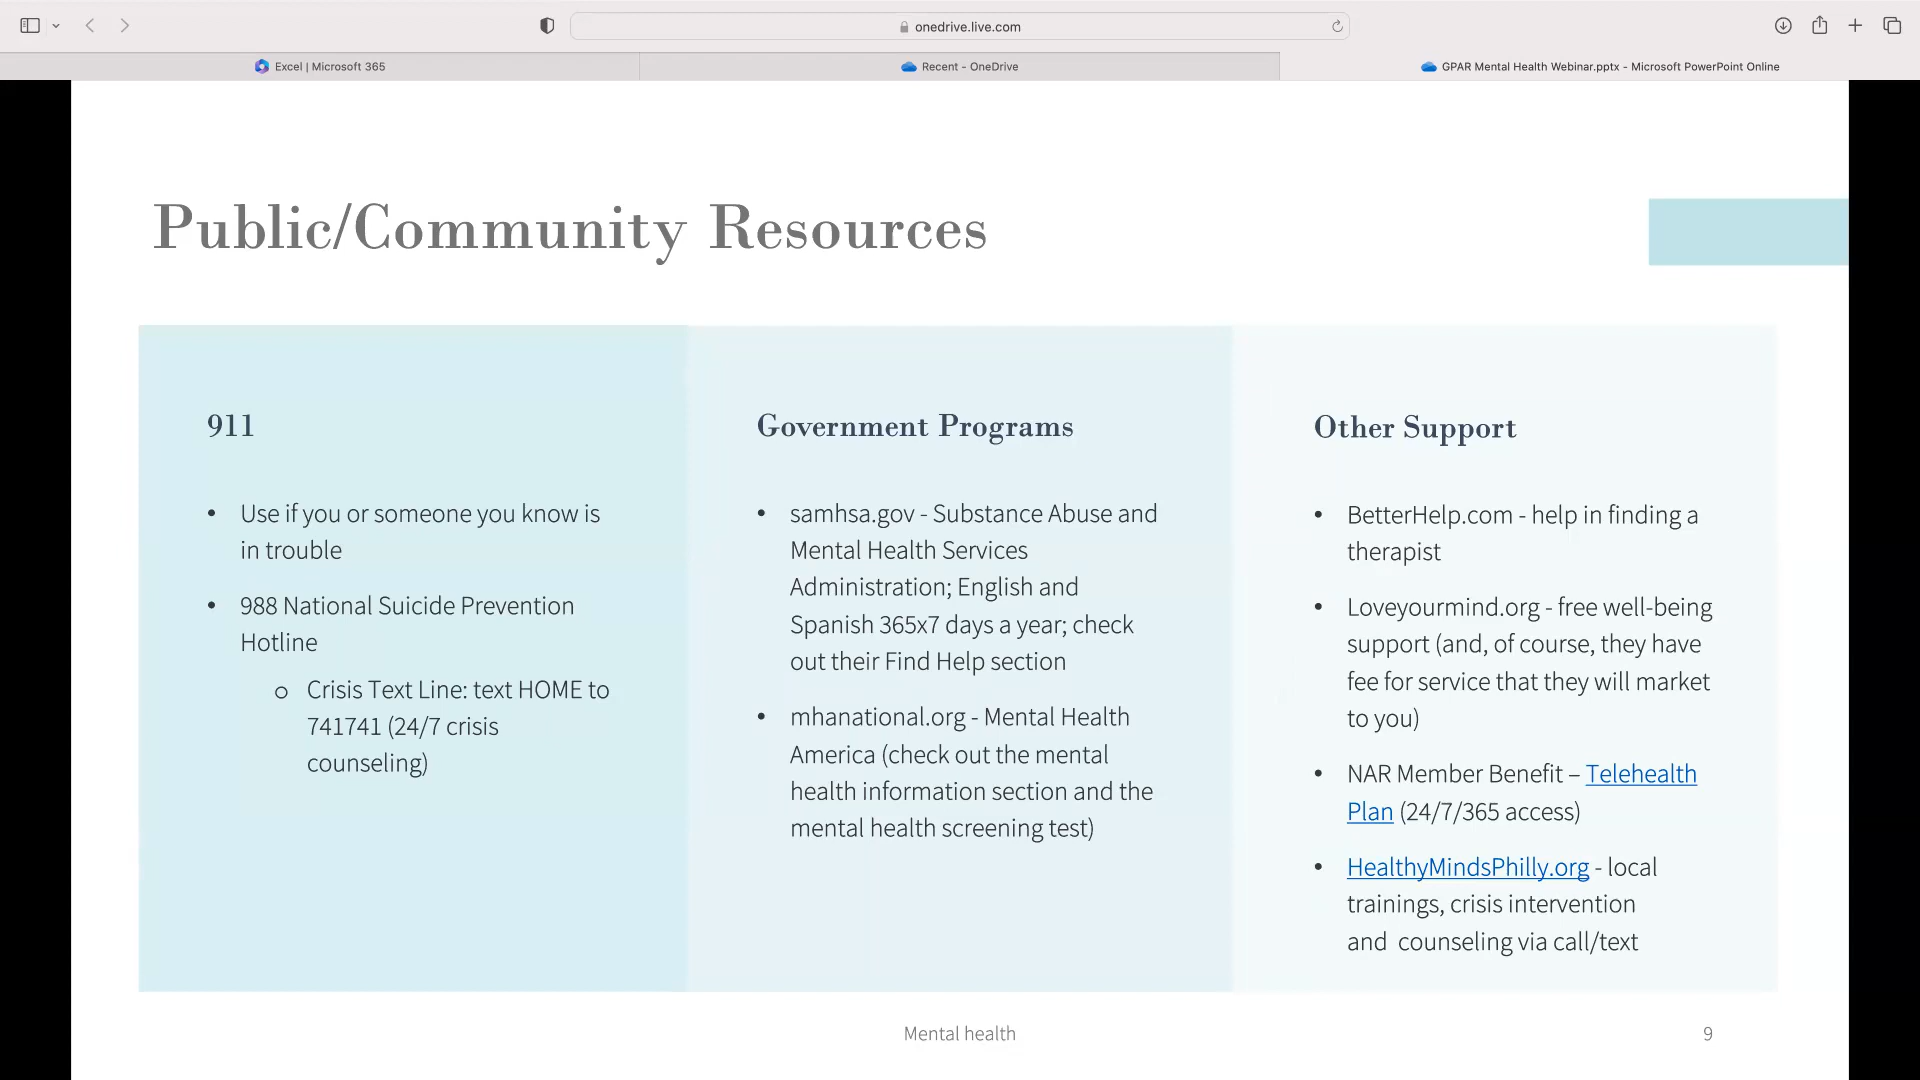 onedrive.live.com
Excel | Microsoft 365
Recent - OneDrive
GPAR Mental Health Webinar.pptx - Microsoft PowerPoint Online
Public/Community Resources
911
• Use if you or someone you know is
in trouble
• 988 National Suicide Prevention
Hotline
o Crisis Text Line: text HOME to
741741 (24/7 crisis
counseling)
Government Programs
• samhsa.gov - Substance Abuse and
Mental Health Services
Administration; English and
Spanish 365x7 days a year; check
out their Find Help section
• mhanational.org - Mental Health
America (check out the mental
health information section and the
mental health screening test)
Other Support
• BetterHelp.com - help in finding a
therapist
• Loveyourmind.org - free well-being
support (and, of course, they have
fee for service that they will market
to you)
• NAR Member Benefit – Telehealth
Plan (24/7/365 access)
• HealthyMindsPhilly.org - local
trainings, crisis intervention
and  counseling via call/text
Mental health
9